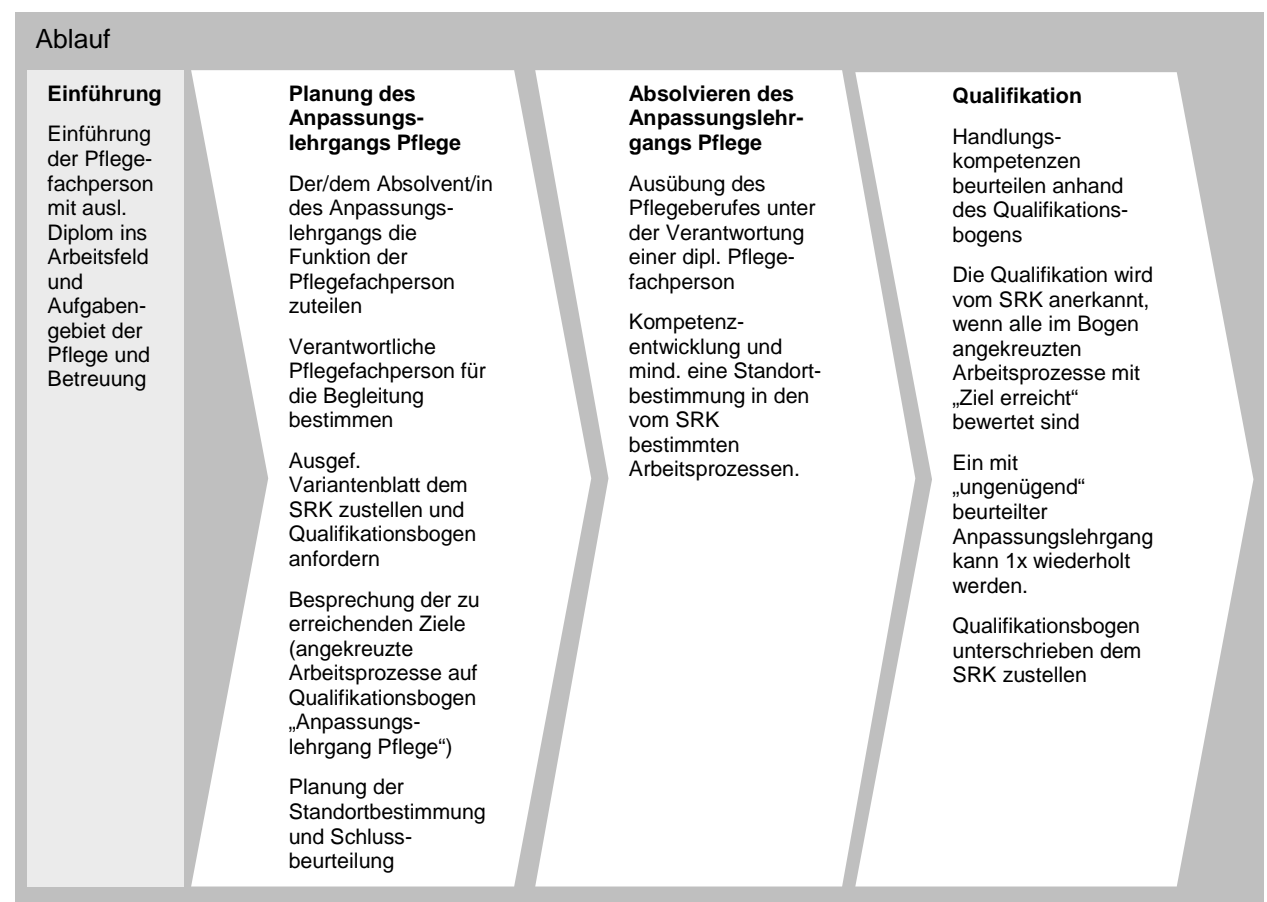 Ablauf
Einführung
Einführung
der Pflege-
fachperson
mit ausl.
Diplom ins
Arbeitsfeld
und
Aufgaben-
gebiet der
Pflege und
Betreuung
Planung des
Anpassungs-
lehrgangs Pflege
Der/dem Absolvent/in
des Anpassungs-
lehrgangs die
Funktion der
Pflegefachperson
zuteilen
Verantwortliche
Pflegefachperson für
die Begleitung
bestimmen
Ausgef.
Variantenblatt dem
SRK zustellen und
Qualifikationsbogen
anfordern
Besprechung der zu
erreichenden Ziele
(angekreuzte
Arbeitsprozesse auf
Qualifikationsbogen
„Anpassungs-
lehrgang Pflege“)
Planung der
Standortbestimmung
und Schluss-
beurteilung
Absolvieren des
Anpassungslehr-
gangs Pflege
Ausübung des
Pflegeberufes unter
der Verantwortung
einer dipl. Pflege-
fachperson
Kompetenz-
entwicklung und
mind. eine Standort-
bestimmung in den
vom SRK
bestimmten
Arbeitsprozessen.
Qualifikation
Handlungs-
kompetenzen
beurteilen anhand
des Qualifikations-
bogens
Die Qualifikation wird
vom SRK anerkannt,
wenn alle im Bogen
angekreuzten
Arbeitsprozesse mit
„Ziel erreicht“
bewertet sind
Ein mit
„ungenügend“
beurteilter
Anpassungslehrgang
kann 1x wiederholt
werden.
Qualifikationsbogen
unterschrieben dem
SRK zustellen